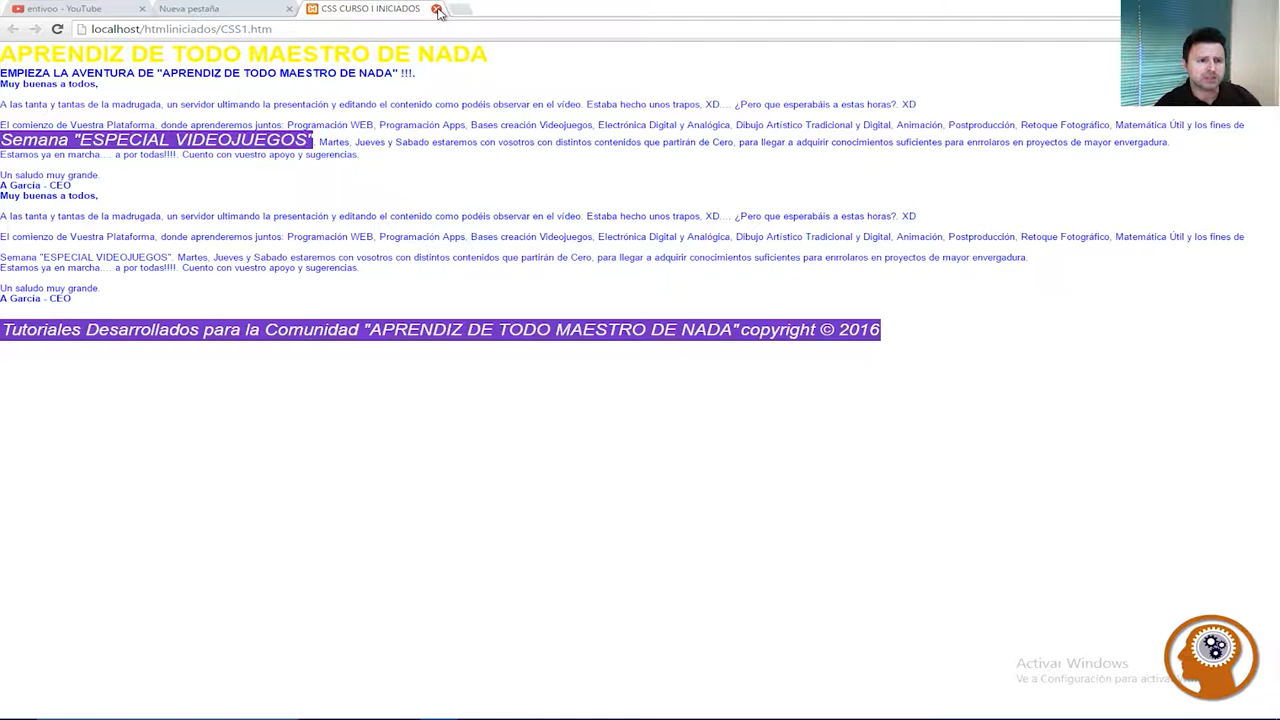 entivoo - YouTube
Nueva pestaña
CSS CURSO I INICIADOS
localhost/htmliniciados/CSS1.htm
APRENDIZ DE TODO MAESTRO DE NADA
EMPIEZA LA AVENTURA DE "APRENDIZ DE TODO MAESTRO DE NADA" !!!.
Muy buenas a todos,
A las tanta y tantas de la madrugada, un servidor ultimando la presentación y editando el contenido como podéis observar en el vídeo. Estaba hecho unos trapos, XD.... ¿Pero que esperabáis a estas horas?. XD
El comienzo de Vuestra Plataforma, donde aprenderemos juntos: Programación WEB, Programación Apps, Bases creación Videojuegos, Electrónica Digital y Analógica, Dibujo Artístico Tradicional y Digital, Animación, Postproducción, Retoque Fotográfico, Matemática Útil y los fines de
Semana "ESPECIAL VIDEOJUEGOS". Martes, Jueves y Sabado estaremos con vosotros con distintos contenidos que partirán de Cero, para llegar a adquirir conocimientos suficientes para enrrolaros en proyectos de mayor envergadura.
Estamos ya en marcha.... a por todas!!!!. Cuento con vuestro apoyo y sugerencias.
Un saludo muy grande.
A Garcia - CEO
Muy buenas a todos,
A las tanta y tantas de la madrugada, un servidor ultimando la presentación y editando el contenido como podéis observar en el vídeo. Estaba hecho unos trapos, XD.... ¿Pero que esperabáis a estas horas?. XD
El comienzo de Vuestra Plataforma, donde aprenderemos juntos: Programación WEB, Programación Apps, Bases creación Videojuegos, Electrónica Digital y Analógica, Dibujo Artístico Tradicional y Digital, Animación, Postproducción, Retoque Fotográfico, Matemática Útil y los fines de
Semana "ESPECIAL VIDEOJUEGOS". Martes, Jueves y Sabado estaremos con vosotros con distintos contenidos que partirán de Cero, para llegar a adquirir conocimientos suficientes para enrrolaros en proyectos de mayor envergadura.
Estamos ya en marcha.... a por todas!!!!. Cuento con vuestro apoyo y sugerencias.
Un saludo muy grande.
A Garcia - CEO
Tutoriales Desarrollados para la Comunidad "APRENDIZ DE TODO MAESTRO DE NADA"copyright © 2016
Activar Windows
Ve a Configuración para